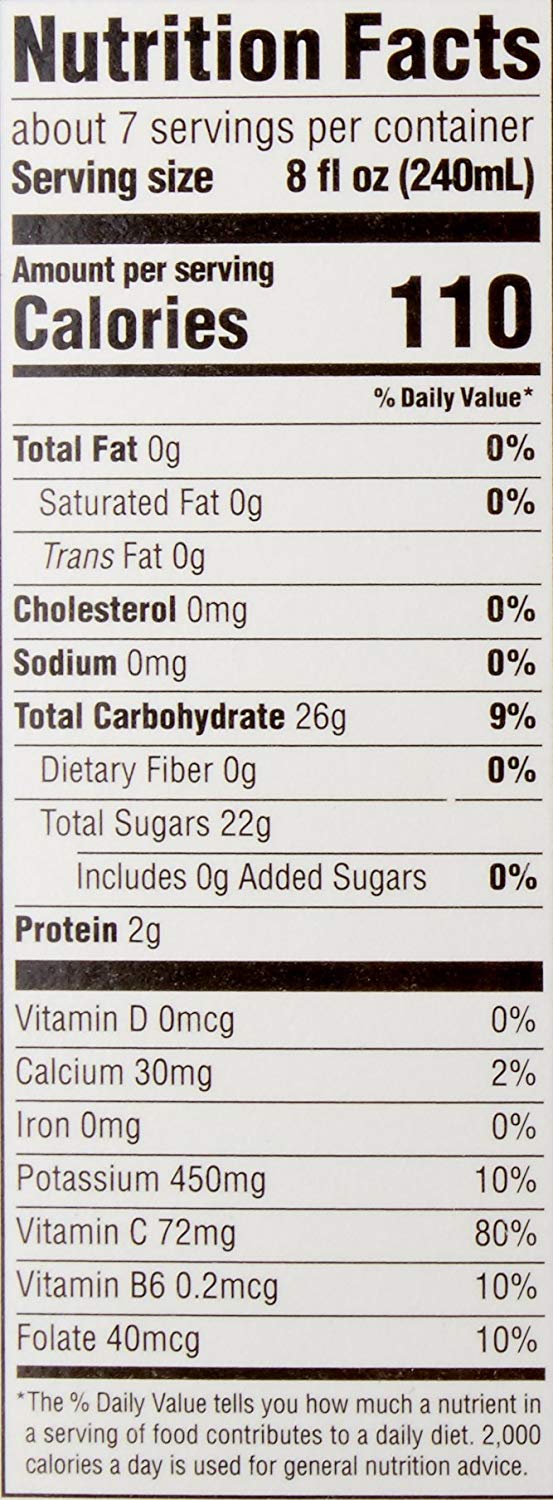 Nutrition Facts
about 7 servings per container
Serving size 8 fl oz (240mL)
Amount per serving
Calories 110
% Daily Value*
Total Fat 0g 0%
Saturated Fat 0g 0%
Trans Fat 0g
Cholesterol 0mg 0%
Sodium 0mg 0%
Total Carbohydrate 26g 9%
Dietary Fiber 0g 0%
Total Sugars 22g
Includes 0g Added Sugars 0%
Protein 2g
Vitamin D 0mcg 0%
Calcium 30mg 2%
Iron 0mg 0%
Potassium 450mg 10%
Vitamin C 72mg 80%
Vitamin B6 0.2mcg 10%
Folate 40mcg 10%
*The % Daily Value tells you how much a nutrient in
a serving of food contributes to a daily diet. 2,000
calories a day is used for general nutrition advice.